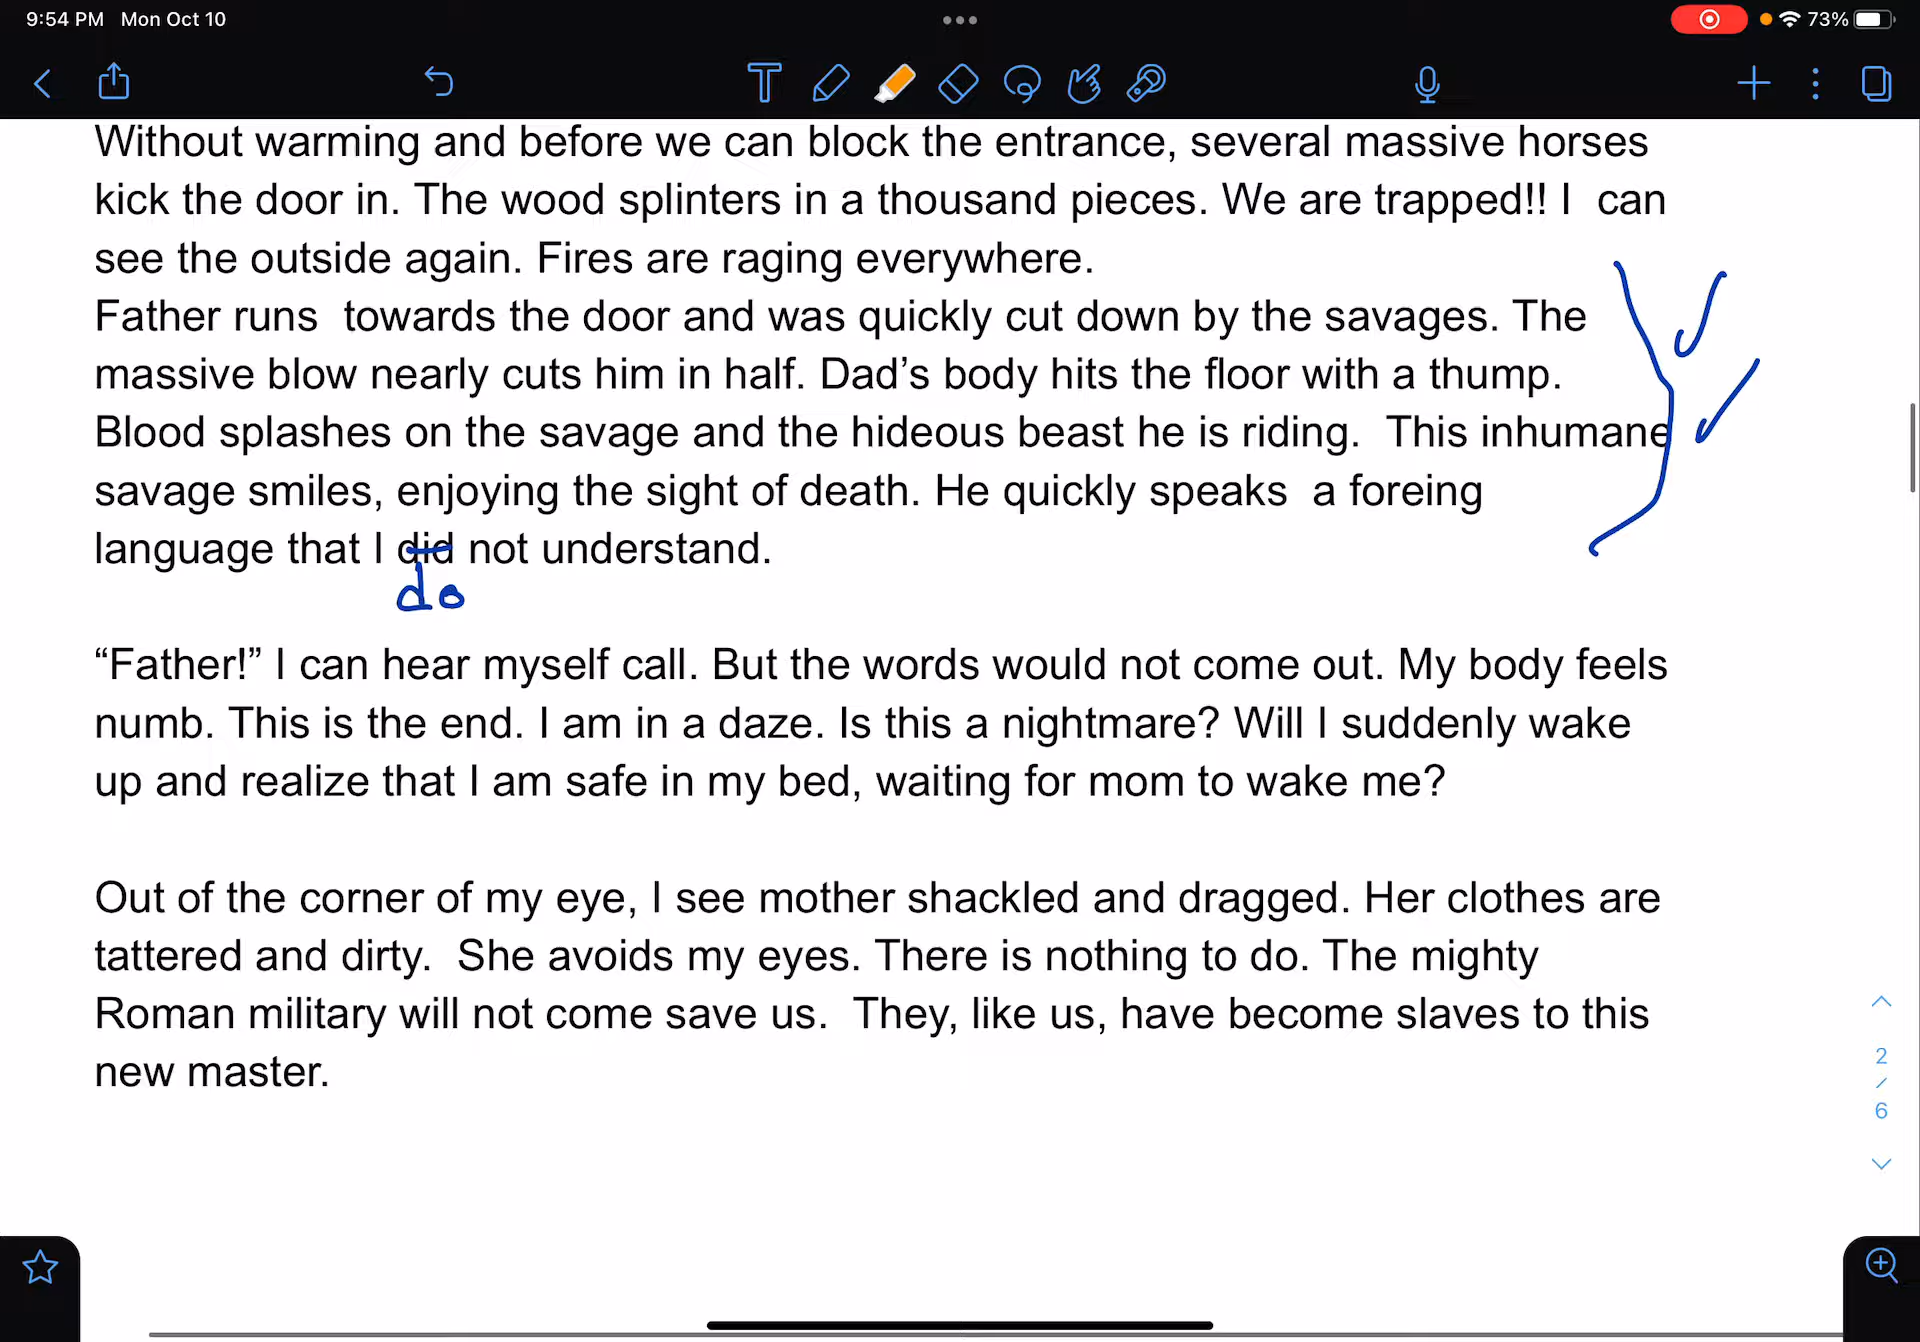 9:54 PM Mon Oct 10
73%
Without warming and before we can block the entrance, several massive horses
kick the door in. The wood splinters in a thousand pieces. We are trapped!! I can
see the outside again. Fires are raging everywhere.
Father runs towards the door and was quickly cut down by the savages. The
massive blow nearly cuts him in half. Dad’s body hits the floor with a thump.
Blood splashes on the savage and the hideous beast he is riding. This inhumane
savage smiles, enjoying the sight of death. He quickly speaks a foreing
language that I did not understand.
do
“Father!” I can hear myself call. But the words would not come out. My body feels
numb. This is the end. I am in a daze. Is this a nightmare? Will I suddenly wake
up and realize that I am safe in my bed, waiting for mom to wake me?
Out of the corner of my eye, I see mother shackled and dragged. Her clothes are
tattered and dirty. She avoids my eyes. There is nothing to do. The mighty
Roman military will not come save us. They, like us, have become slaves to this
new master.
2
/
6